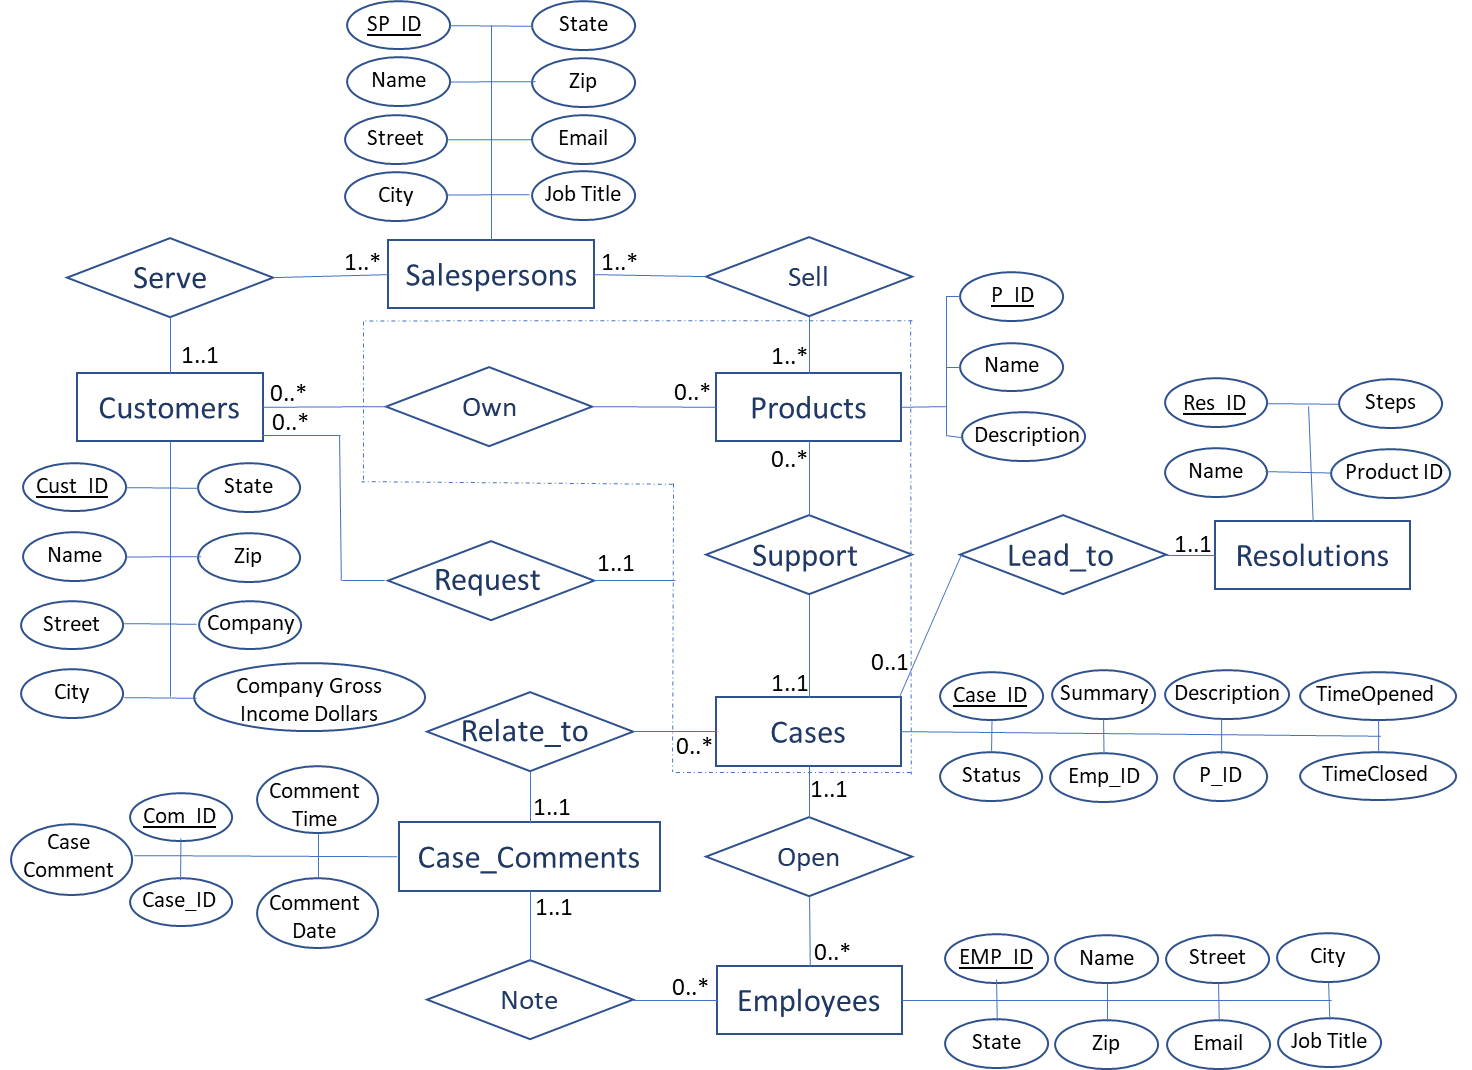 SP_ID
State
Name
Zip
Street
Email
City
Job Title
Serve
1..*
Salespersons
1..*
Sell
1..1
1..*
P_ID
Name
Description
Customers
0..*
0..*
Own
0..*
Products
0..*
Res_ID
Steps
Name
Product ID
Cust_ID
State
Name
Zip
Street
Company
City
Company Gross
Income Dollars
Request
1..1
Support
Lead_to
1..1
Resolutions
0..1
1..1
Relate_to
0..*
Cases
Case_ID
Summary
Description
TimeOpened
Status
Emp_ID
P_ID
TimeClosed
1..1
1..1
Com_ID
Comment
Time
Case
Comment
Case_ID
Comment
Date
Case_Comments
Open
1..1
0..*
Note
0..*
Employees
EMP_ID
Name
Street
City
State
Zip
Email
Job Title